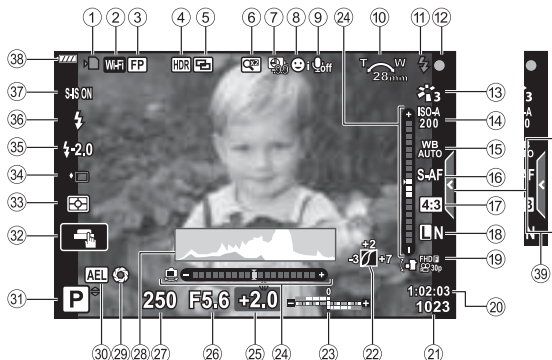 1 2 3 4 5 6 7 8 9 24 10 11 12
38 Wi-Fi FP HDR i off T W
28mm
37 S-IS ON 3 13
ISO-A
200 14
36
35 -2.0 WB
AUTO 15
34 S-AF 16
33 4:3 17
32 L N 18
+2
-3 +7
FHD F
30p 19
AEL 1:02:03 20
31 P 250 F5.6 +2.0 0 1023
30 29 28 27 26 25 24 23 22 21 39